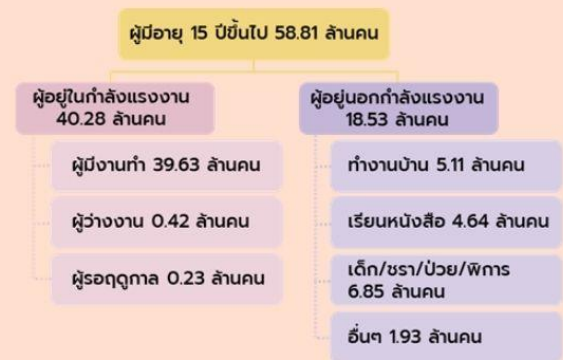 ผู้มีอายุ 15 ปีขึ้นไป 58.81 ล้านคน
ผู้อยู่ในกำลังแรงงาน
40.28 ล้านคน
ผู้มีงานทำ 39.63 ล้านคน
ผู้ว่างงาน 0.42 ล้านคน
ผู้รอฤดูกาล 0.23 ล้านคน
ผู้อยู่นอกกำลังแรงงาน
18.53 ล้านคน
ทำงานบ้าน 5.11 ล้านคน
เรียนหนังสือ 4.64 ล้านคน
เด็ก/ชรา/ป่วย/พิการ
6.85 ล้านคน
อื่นๆ 1.93 ล้านคน